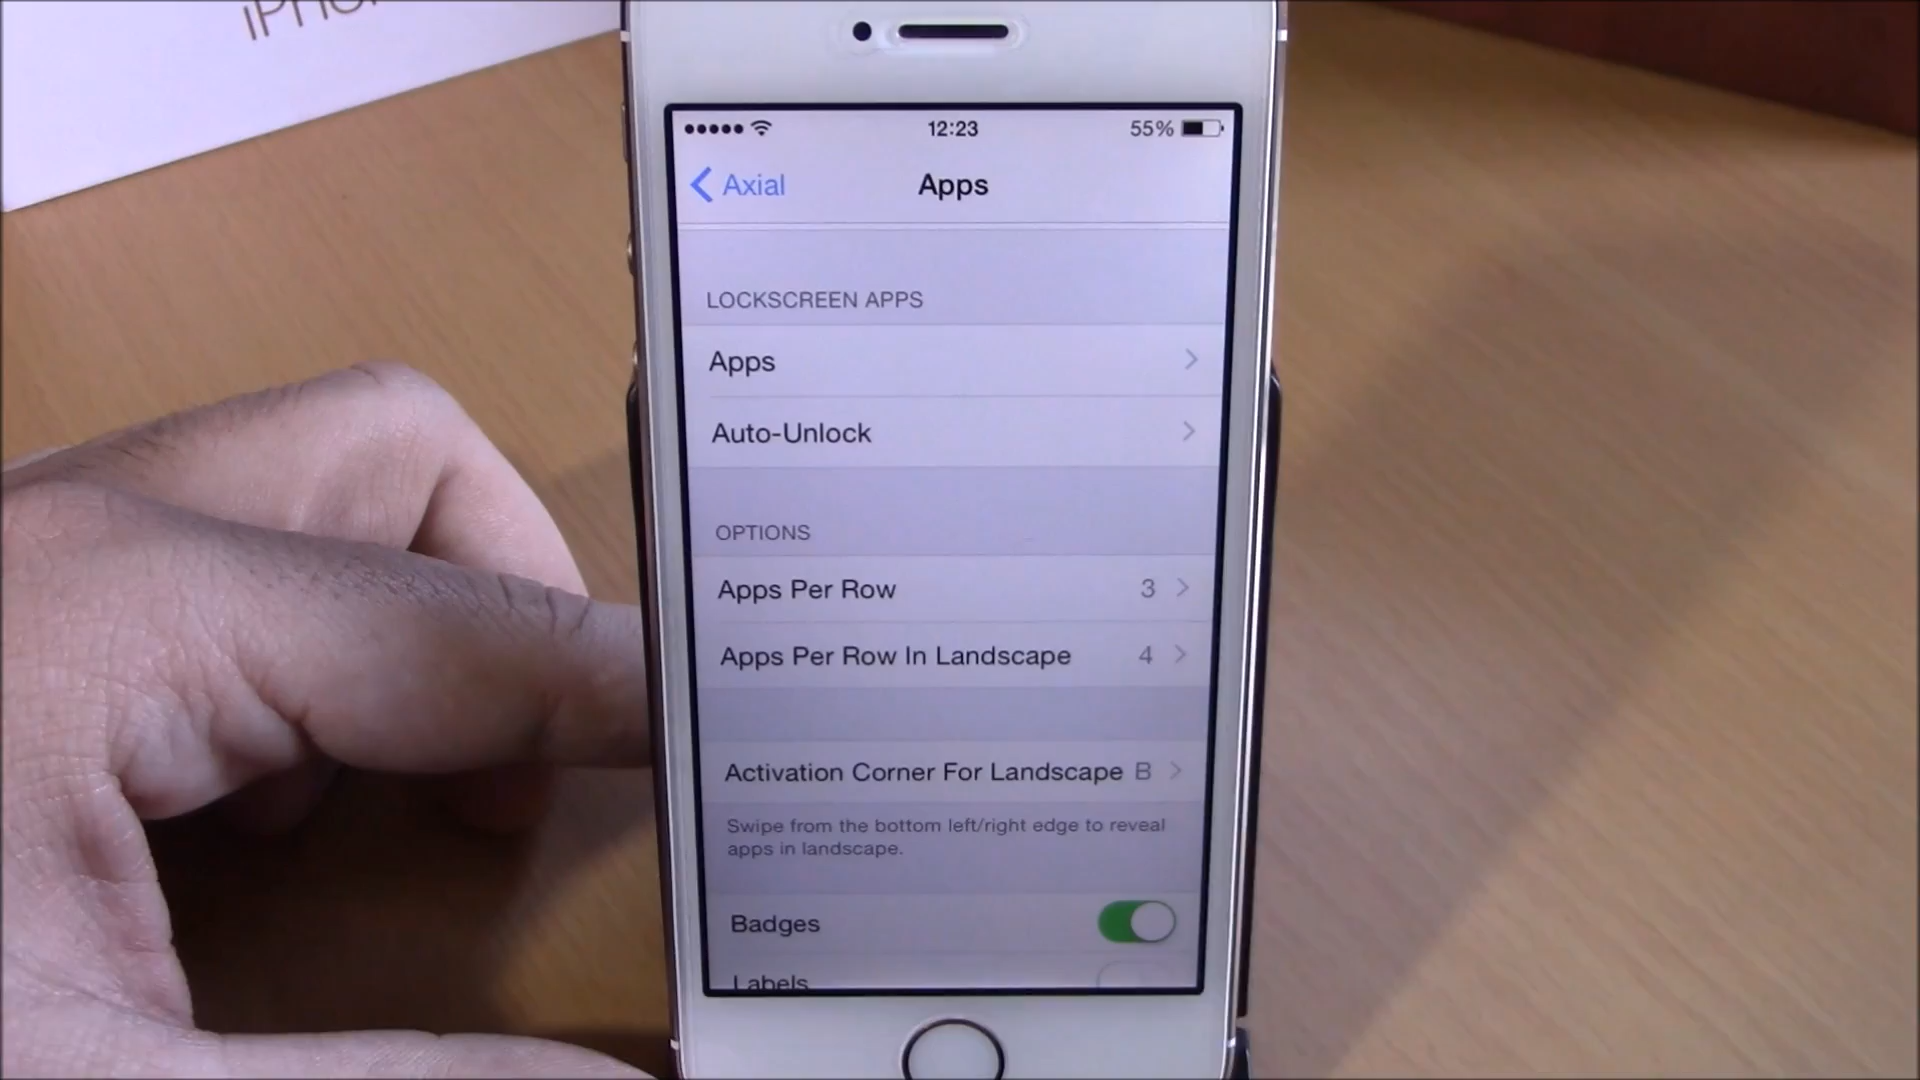 12:23
55%
Axial
Apps
LOCKSCREEN APPS
Apps
Auto-Unlock
OPTIONS
Apps Per Row 3
Apps Per Row In Landscape 4
Activation Corner For Landscape B
Swipe from the bottom left/right edge to reveal
apps in landscape.
Badges
Labels